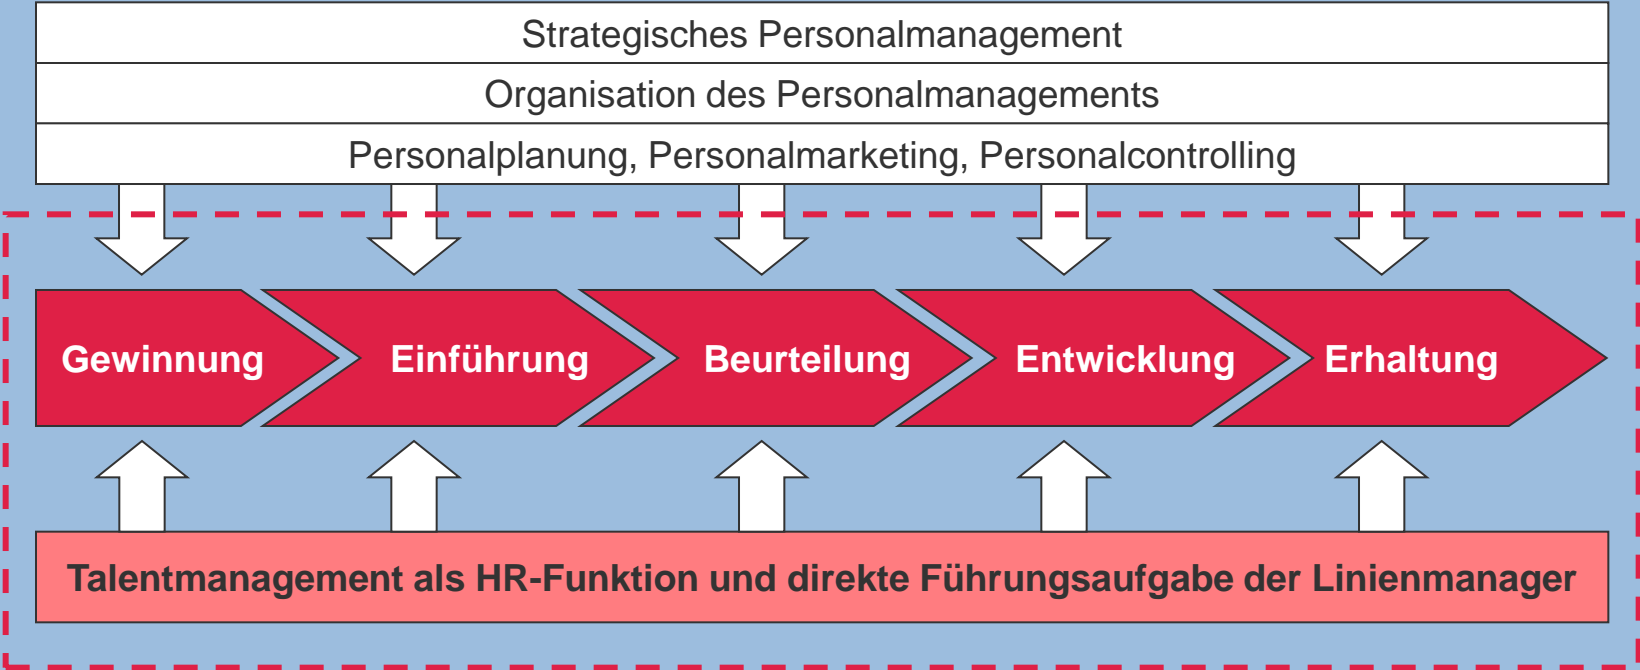 Strategisches Personalmanagement
Organisation des Personalmanagements
Personalplanung, Personalmarketing, Personalcontrolling
Gewinnung
Einführung
Beurteilung
Entwicklung
Erhaltung
Talentmanagement als HR-Funktion und direkte Führungsaufgabe der Linienmanager